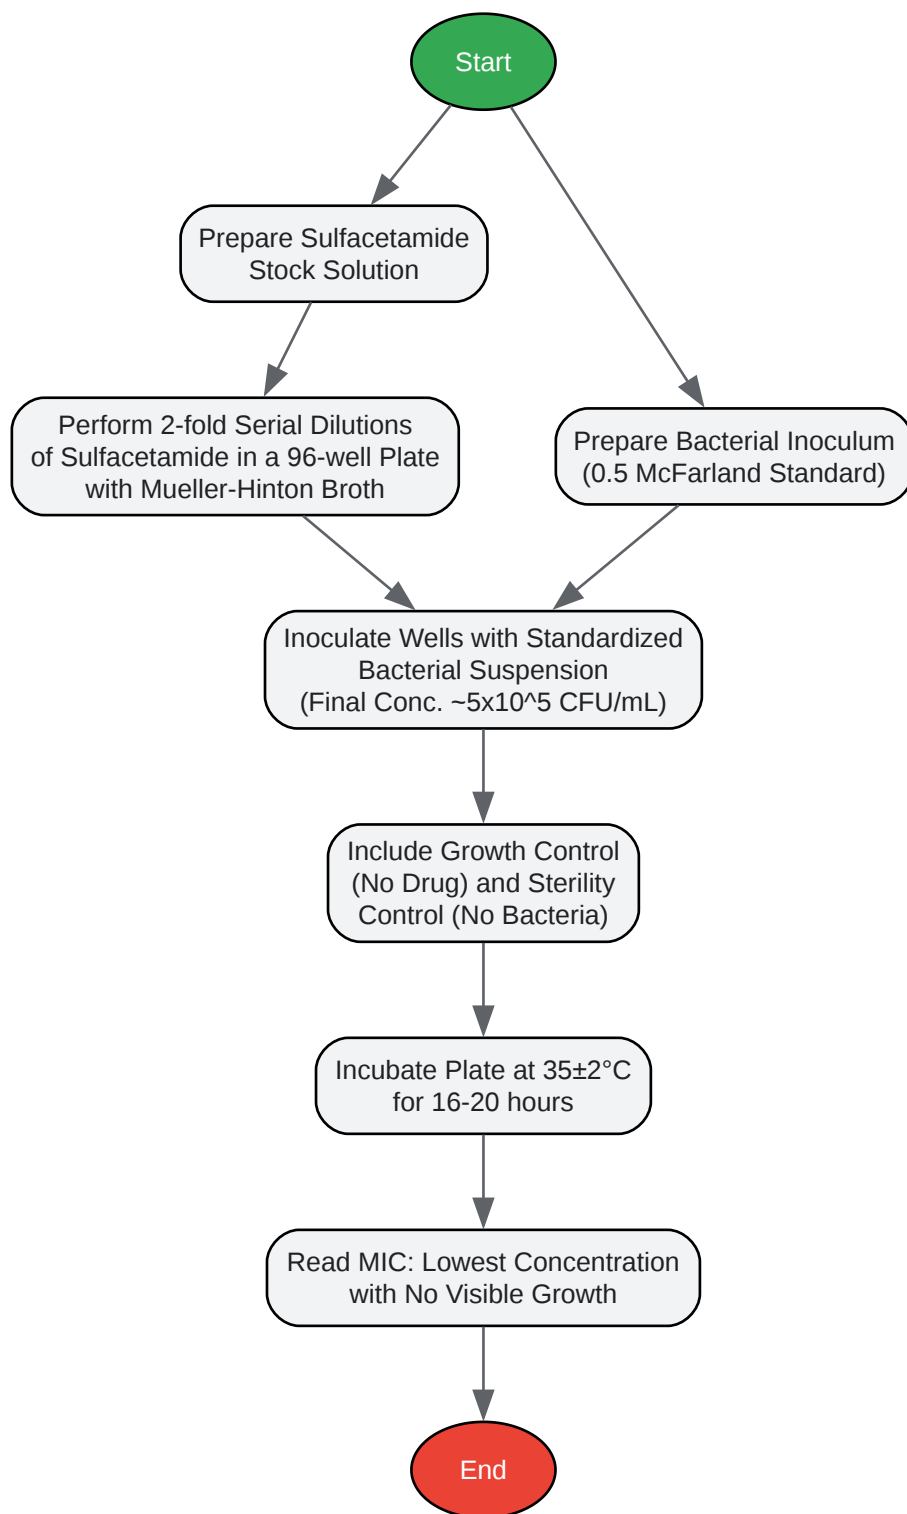 Start
Prepare Sulfacetamide
Stock Solution
Perform 2-fold Serial Dilutions
of Sulfacetamide in a 96-well Plate
with Mueller-Hinton Broth
Prepare Bacterial Inoculum
(0.5 McFarland Standard)
Inoculate Wells with Standardized
Bacterial Suspension
(Final Conc. ~5x10^5 CFU/mL)
Include Growth Control
(No Drug) and Sterility
Control (No Bacteria)
Incubate Plate at 35±2°C
for 16-20 hours
Read MIC: Lowest Concentration
with No Visible Growth
End